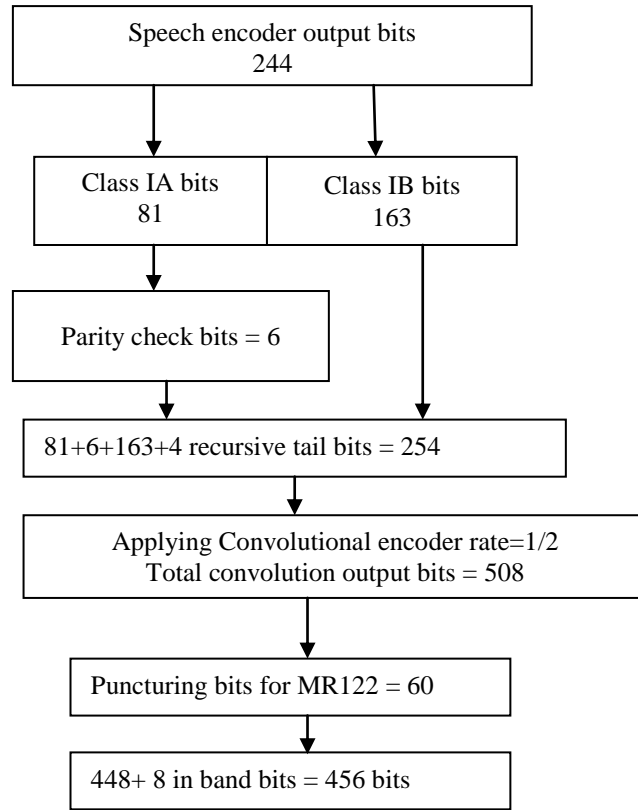 Speech encoder output bits
244
Class IA bits
81
Class IB bits
163
Parity check bits = 6
81+6+163+4 recursive tail bits = 254
Applying Convolutional encoder rate=1/2
Total convolution output bits = 508
Puncturing bits for MR122 = 60
448+ 8 in band bits = 456 bits